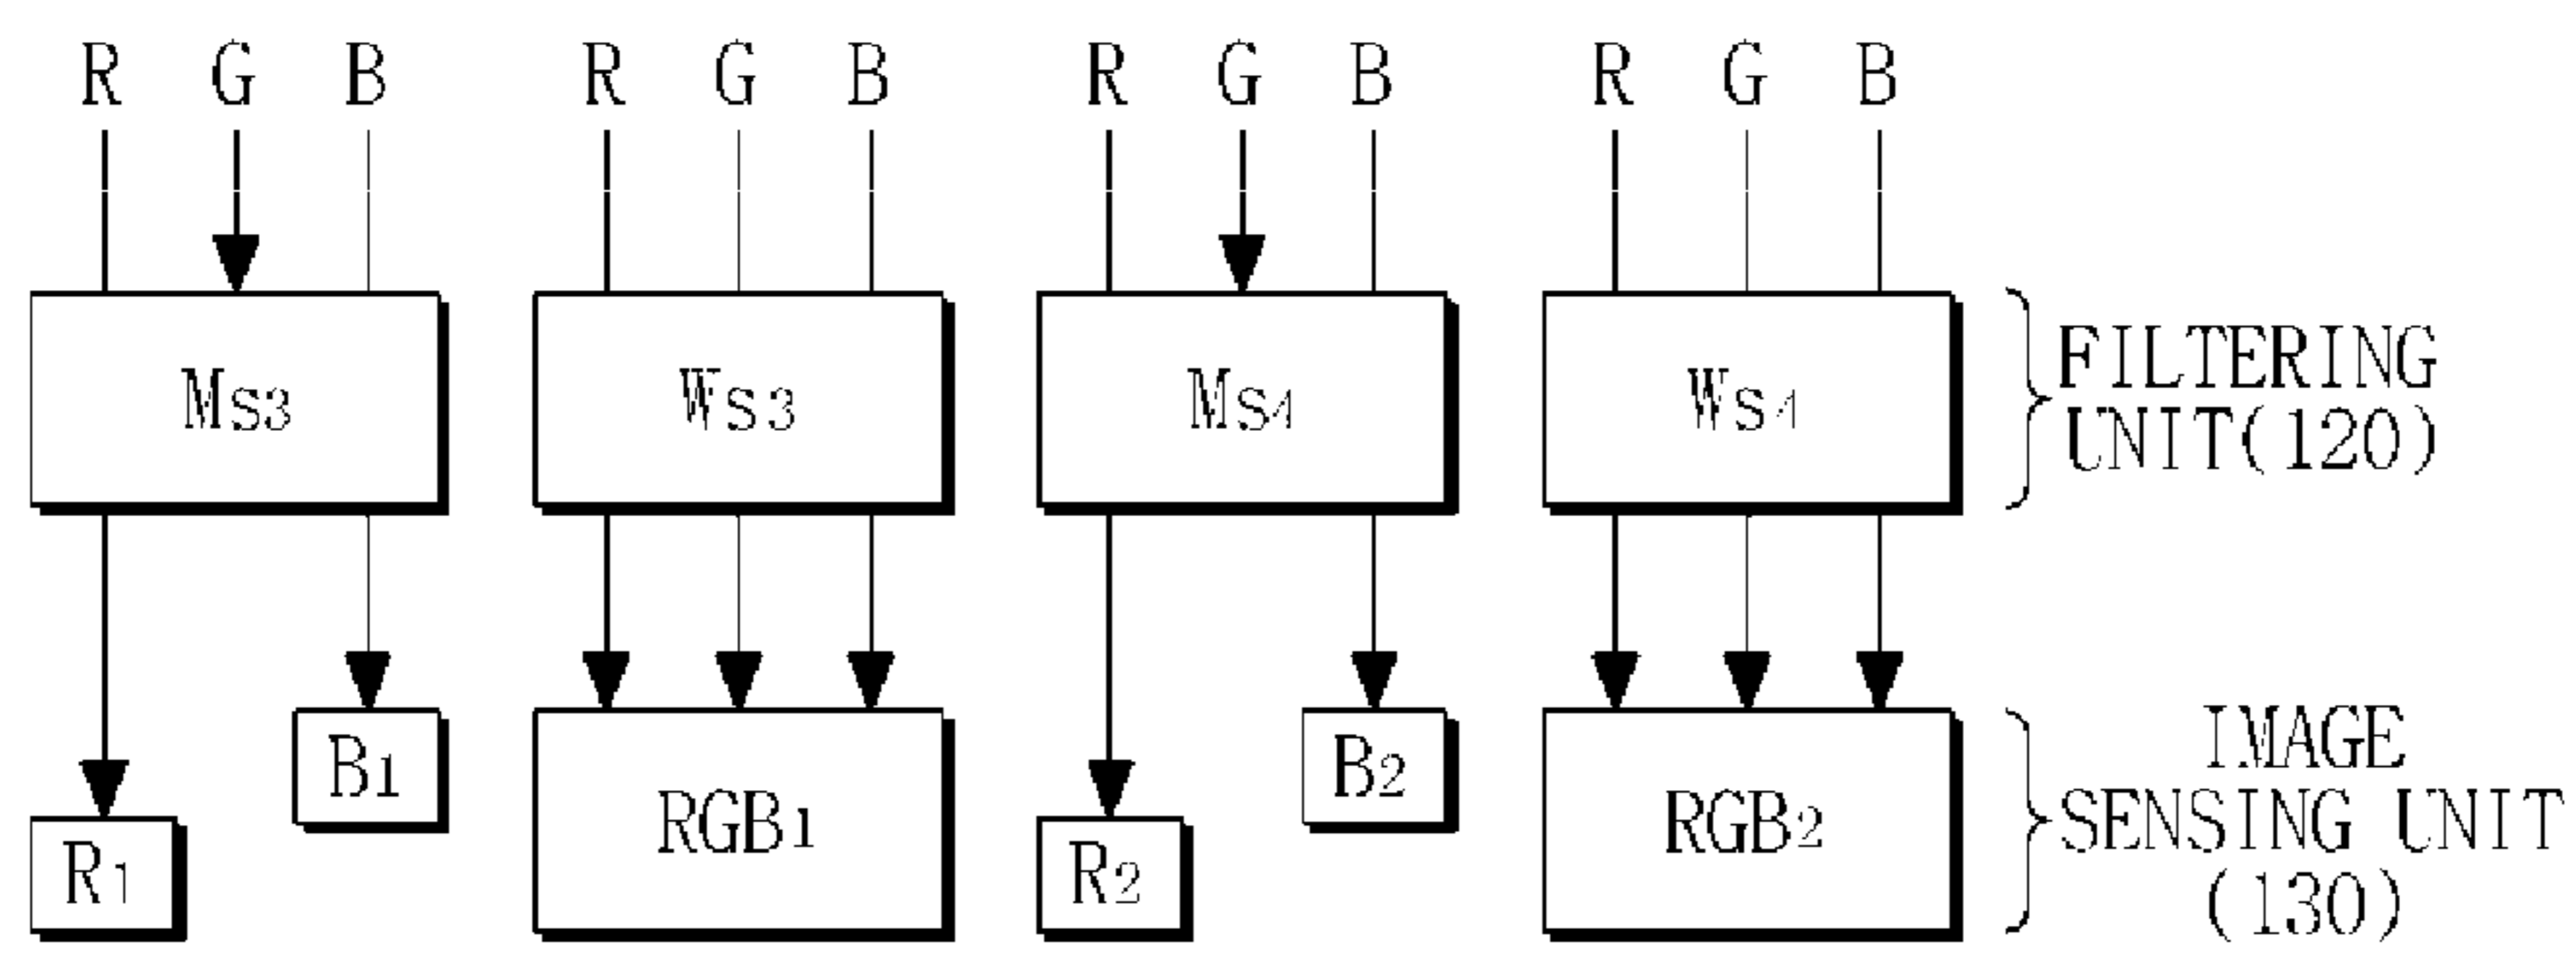 R G B R G B R G B R G B
MS3 WS3 MS4 WS4
FILTERING
UNIT(120)
B1 B2
R1 RGB1 R2 RGB2
IMAGE
SENSING UNIT
(130)